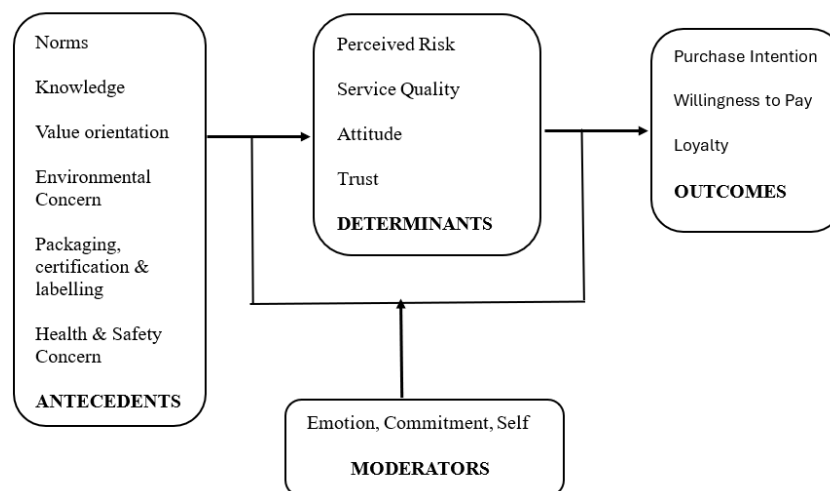 Norms
Knowledge
Value orientation
Environmental
Concern
Packaging,
certification &
labelling
Health & Safety
Concern
ANTECEDENTS
Perceived Risk
Service Quality
Attitude
Trust
DETERMINANTS
Purchase Intention
Willingness to Pay
Loyalty
OUTCOMES
Emotion, Commitment, Self
MODERATORS